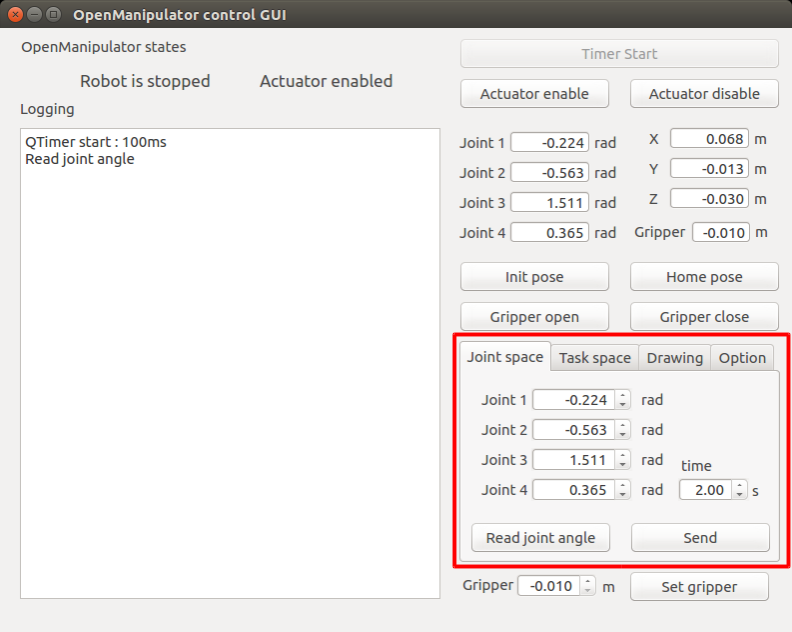 OpenManipulator control GUI
OpenManipulator states
Robot is stopped Actuator enabled
Logging
QTimer start : 100ms
Read joint angle
Timer Start
Actuator enable Actuator disable
Joint 1 -0.224 rad X 0.068 m
Joint 2 -0.563 rad Y -0.013 m
Joint 3 1.511 rad Z -0.030 m
Joint 4 0.365 rad Gripper -0.010 m
Init pose Home pose
Gripper open Gripper close
Joint space Task space Drawing Option
Joint 1 -0.224 rad
Joint 2 -0.563 rad
Joint 3 1.511 rad time
Joint 4 0.365 rad 2.00 s
Read joint angle Send
Gripper -0.010 m Set gripper